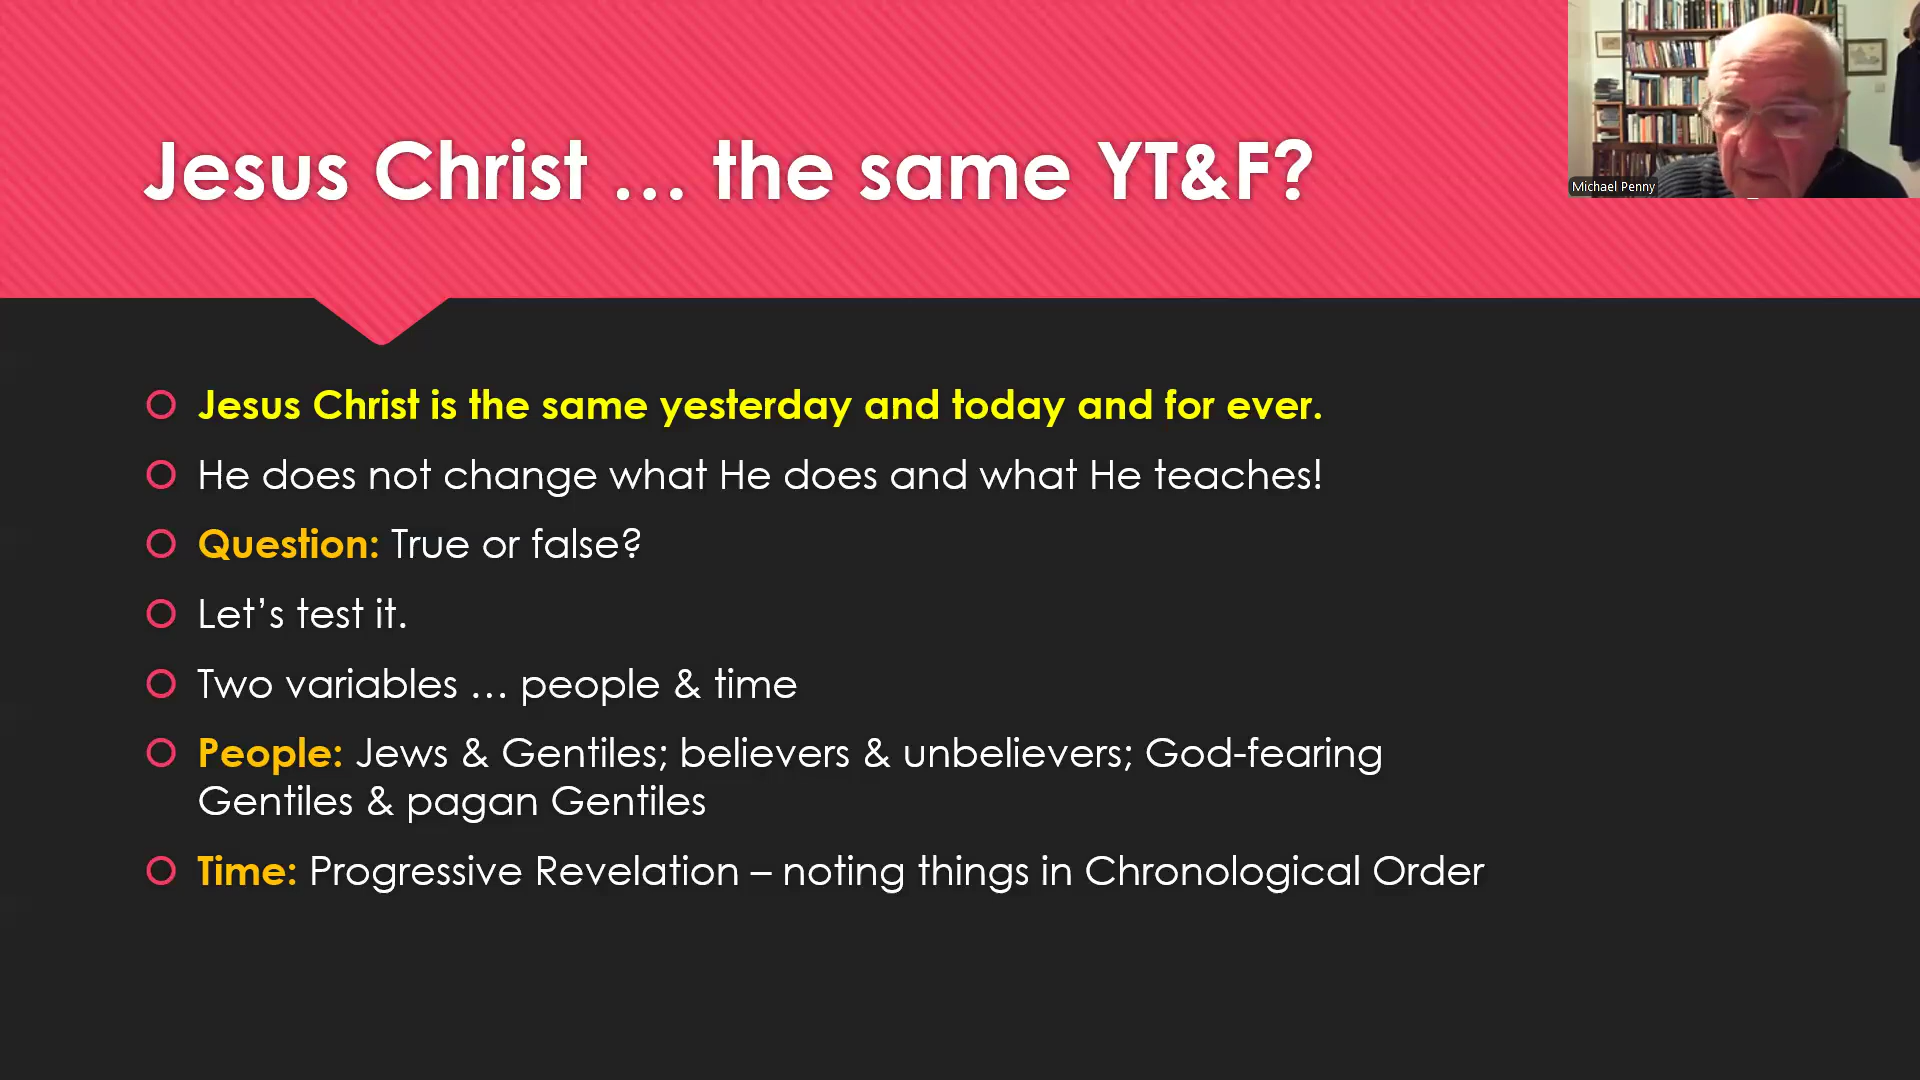 Jesus Christ … the same YT&F?
Michael Penny
Jesus Christ is the same yesterday and today and for ever.
He does not change what He does and what He teaches!
Question: True or false?
Let’s test it.
Two variables … people & time
People: Jews & Gentiles; believers & unbelievers; God-fearing
Gentiles & pagan Gentiles
Time: Progressive Revelation – noting things in Chronological Order